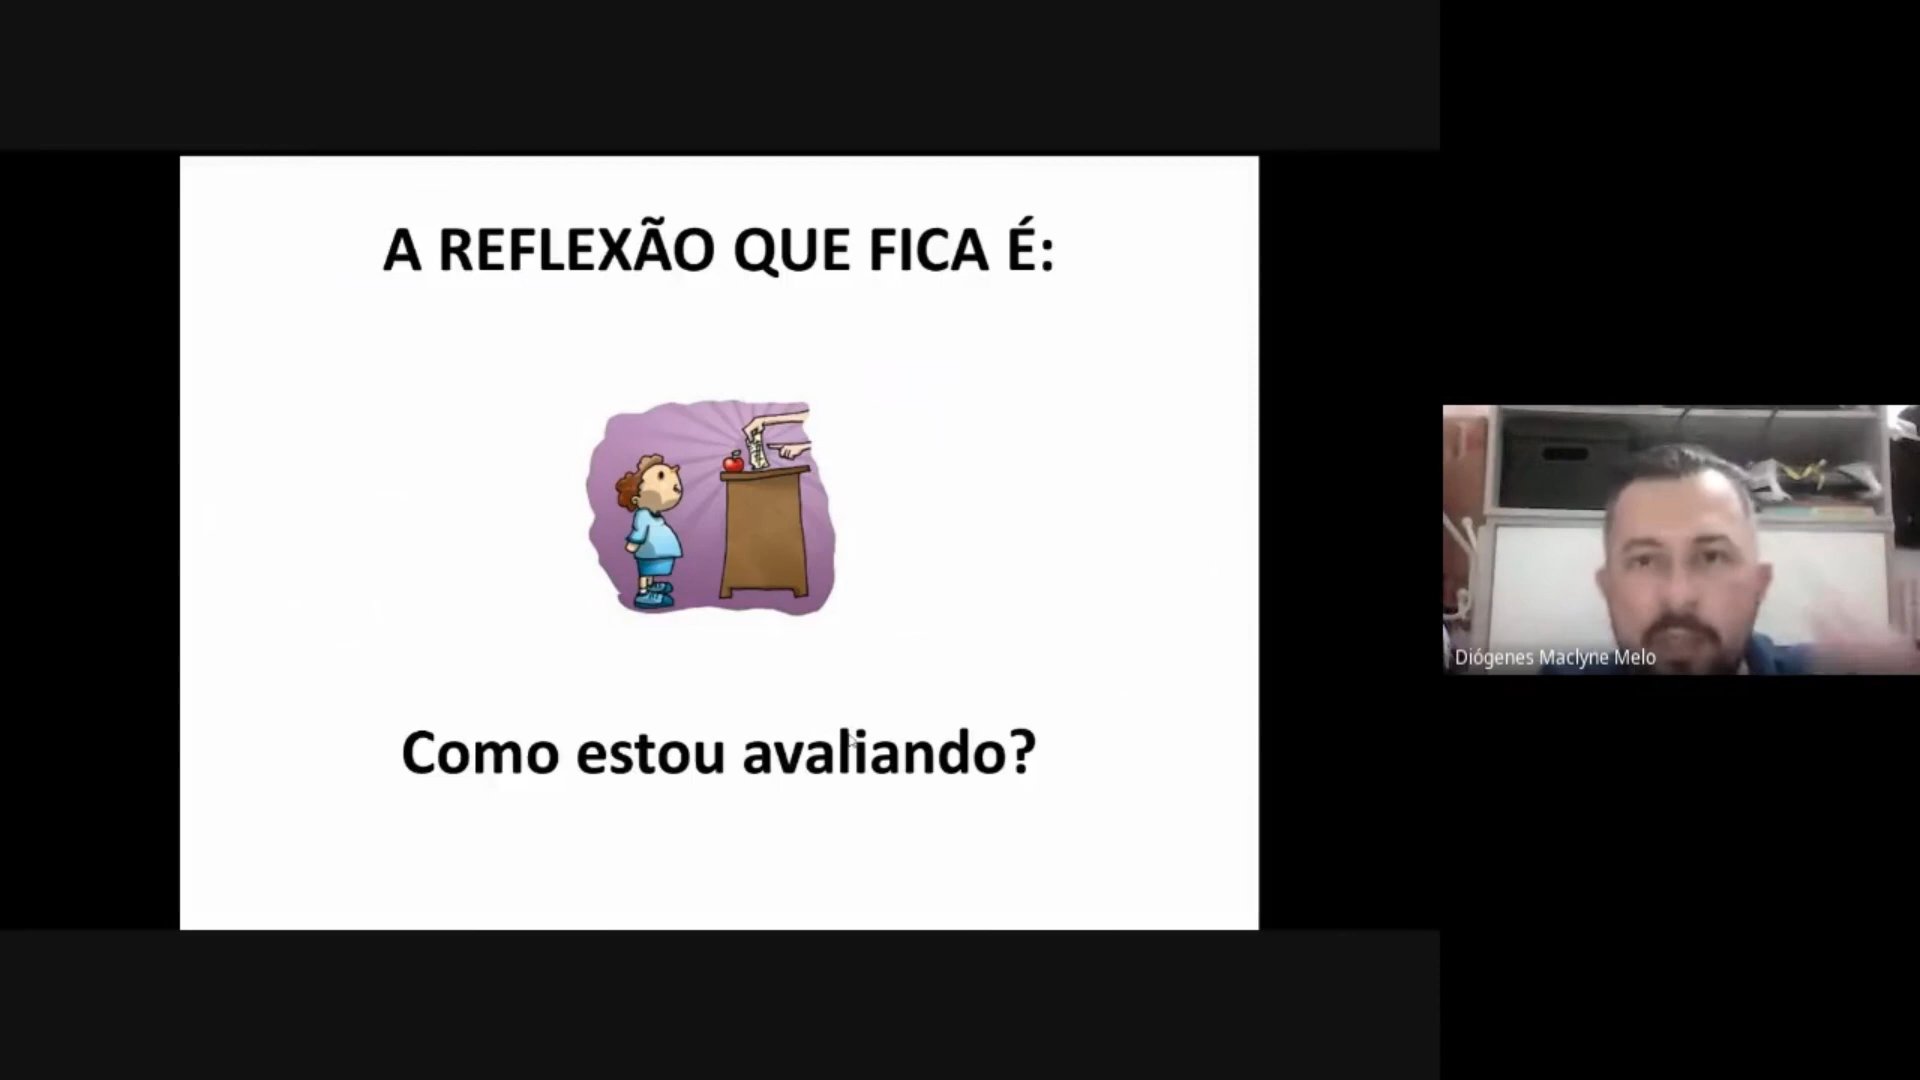 A REFLEXÃO QUE FICA É:
Como estou avaliando?
Diógenes Maclyne Melo